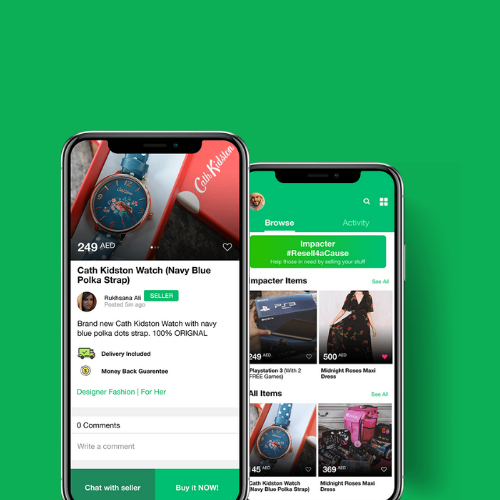 Cath Kidston
249 AED
Cath Kidston Watch (Navy Blue
Polka Strap)
Rukhsana Ali SELLER
Posted 5m ago
Brand new Cath Kidston Watch with navy
blue polka dots strap. 100% ORIGNAL
Delivery Included
Money Back Guarentee
Designer Fashion | For Her
0 Comments
Write a comment
Chat with seller
Buy it NOW!
Browse
Activity
Impacter
#Resell4aCause
Help those in need by selling your stuff
mpacter Items
See All
PS3
249 AED
500 AED
Playstation 3 (With 2
FREE Games)
Midnight Roses Maxi
Dress
All Items
See All
45 AED
369 AED
Cath Kidston Watch
(Navy Blue Polka Strap)
Midnight Roses Maxi
Dress